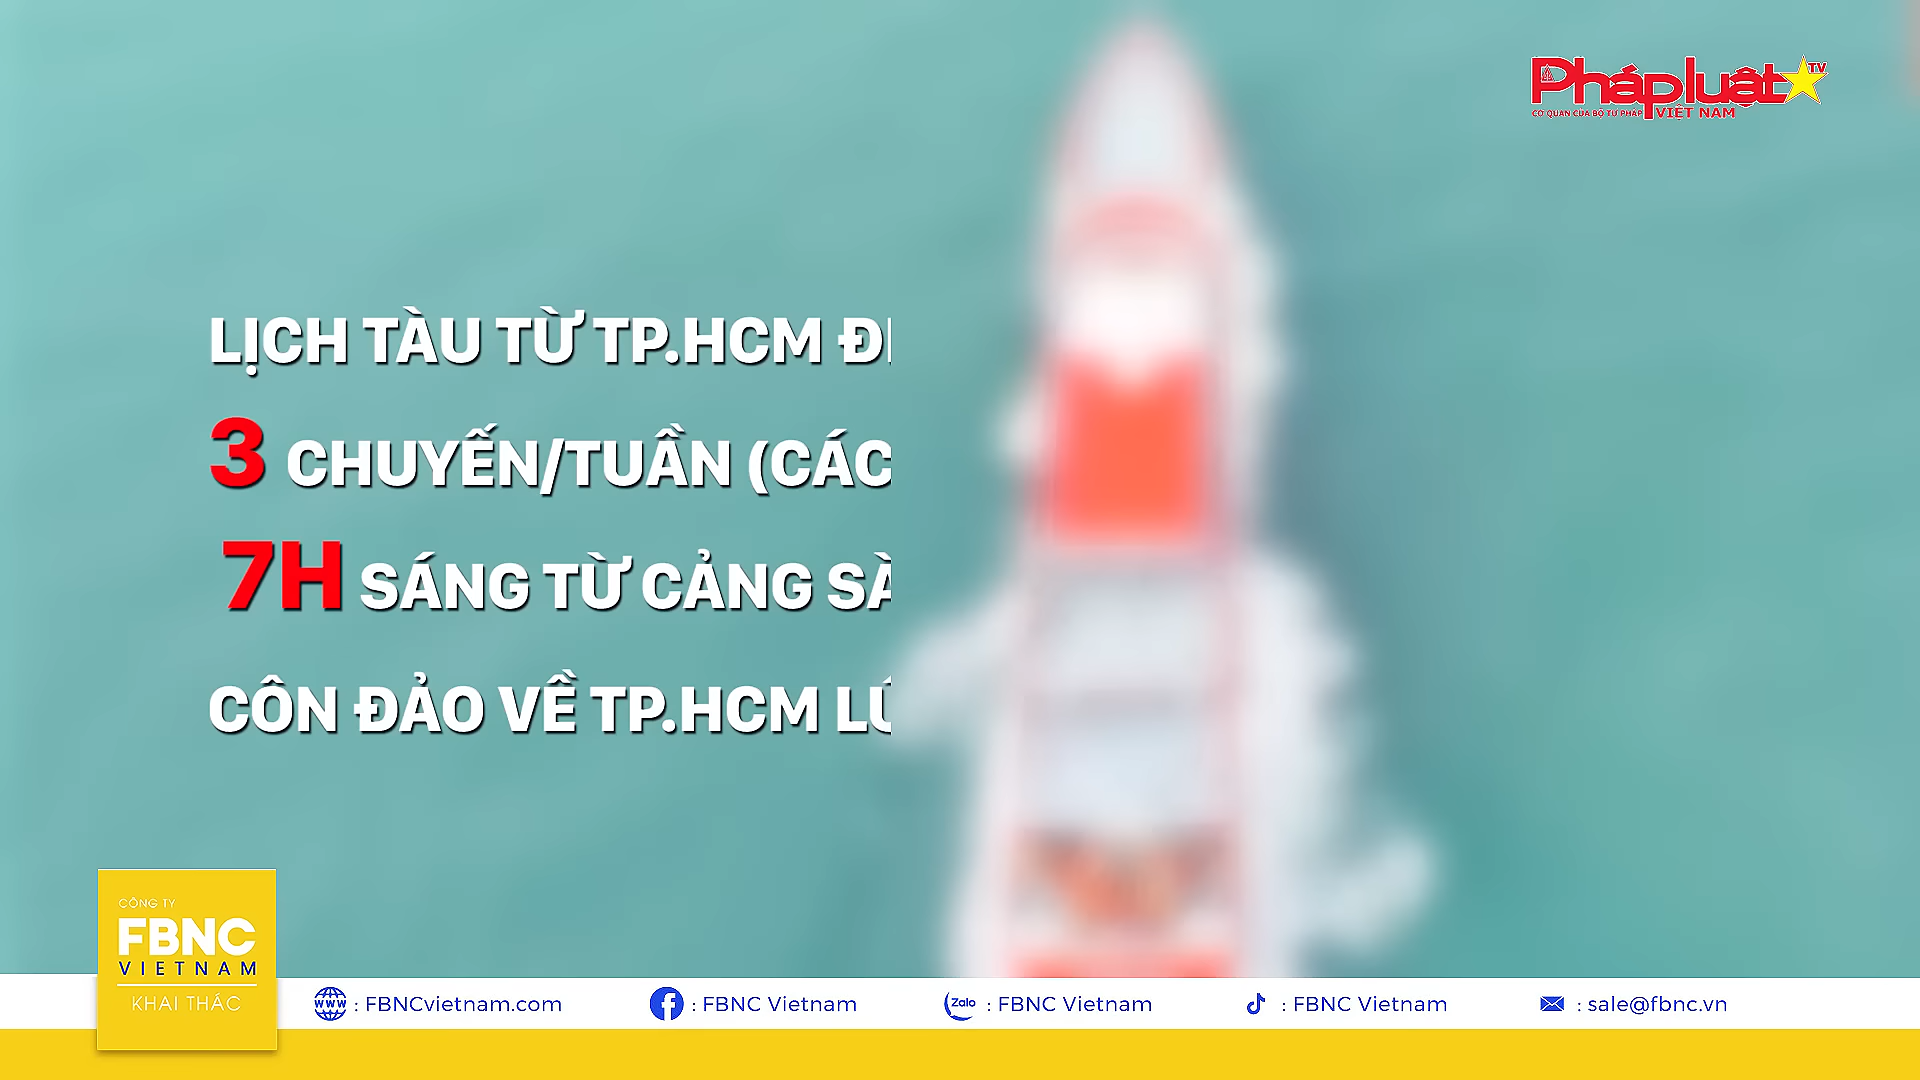 Pháp luật TV
CƠ QUAN CỦA BỘ TƯ PHÁP VIỆT NAM
LỊCH TÀU TỪ TP.HCM
3 CHUYẾN/TUẦN (CÁC
7H SÁNG TỪ CẢNG
CÔN ĐẢO VỀ TP.HCM
CÔNG TY
FBNC
VIETNAM
KHAI THÁC
www : FBNCvietnam.com
: FBNC Vietnam
Zalo : FBNC Vietnam
: FBNC Vietnam
: sale@fbnc.vn